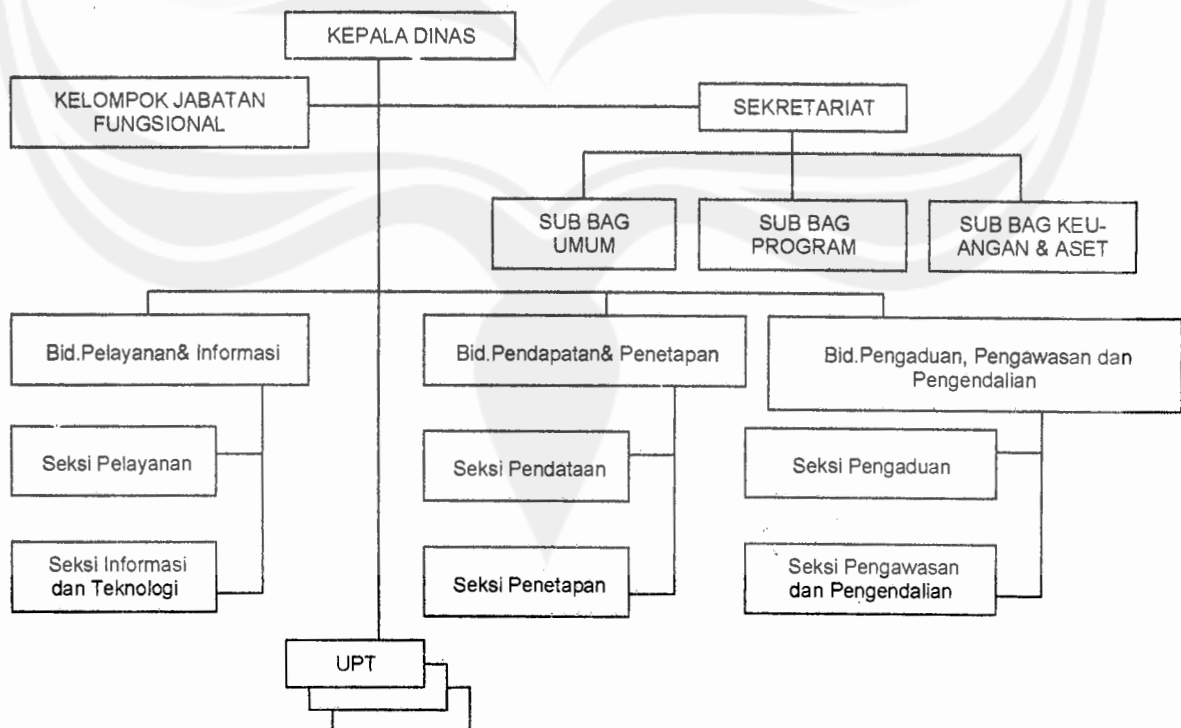 KEPALA DINAS
KELOMPOK JABATAN
FUNGSIONAL
SEKRETARIAT
SUB BAG
UMUM
SUB BAG
PROGRAM
SUB BAG KEU-
ANGAN & ASET
Bid.Pelayanan& Informasi
Bid.Pendapatan& Penetapan
Bid.Pengaduan, Pengawasan dan
Pengendalian
Seksi Pelayanan
Seksi Pendataan
Seksi Pengaduan
Seksi Informasi
dan Teknologi
Seksi Penetapan
Seksi Pengawasan
dan Pengendalian
UPT